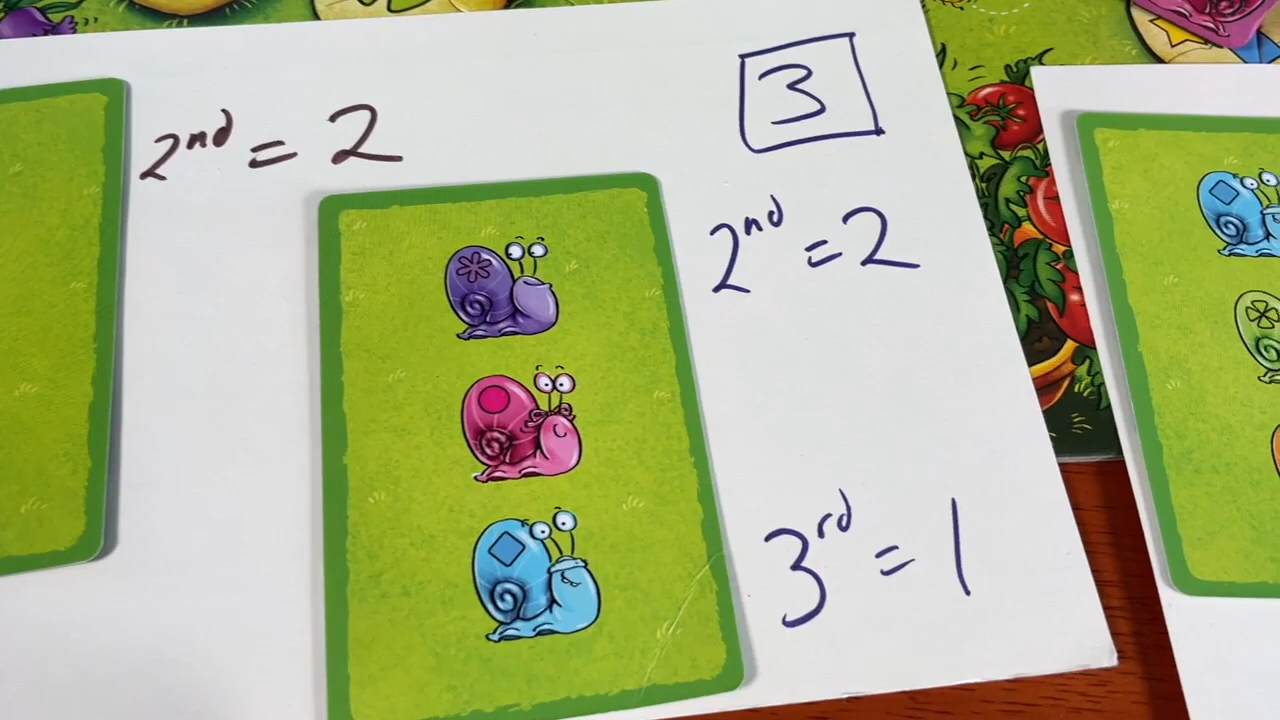 2nd = 2
3
2nd = 2
3rd = 1